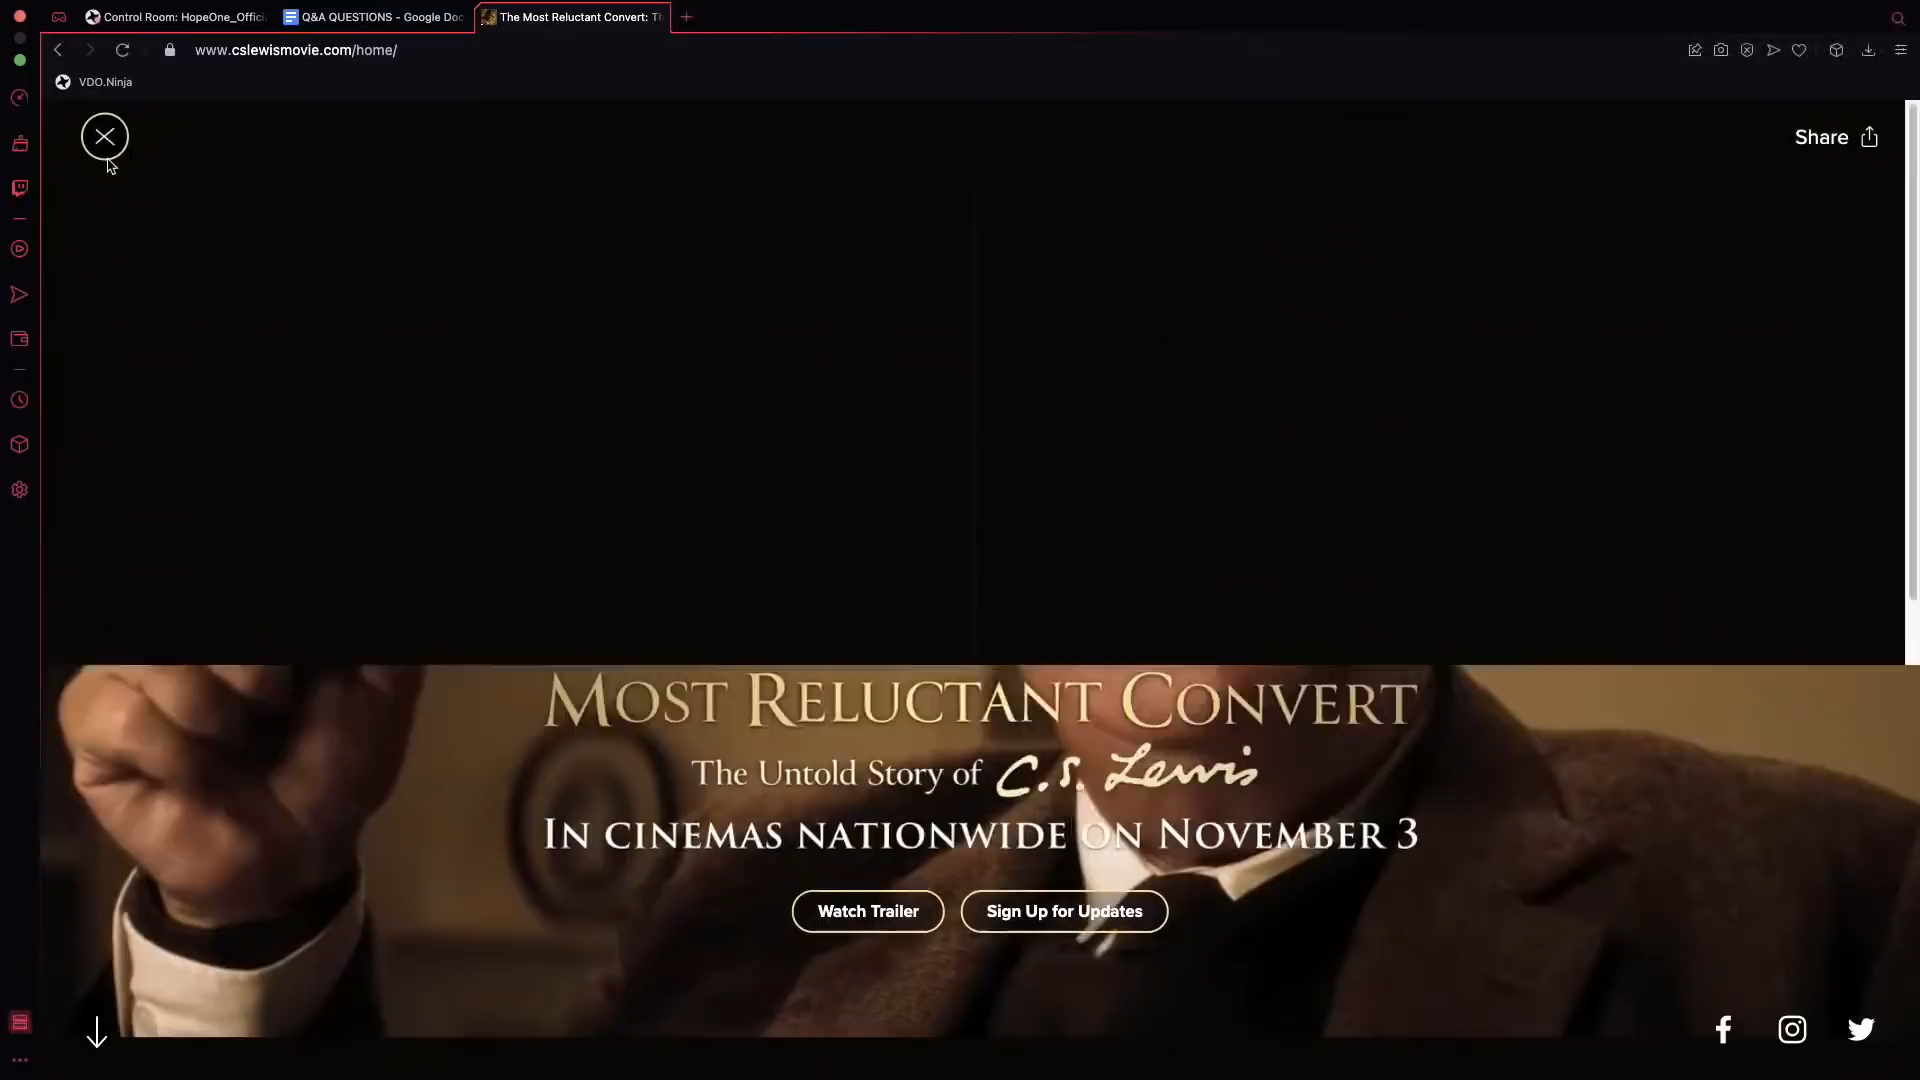 Control Room: HopeOne_Offici
Q&A QUESTIONS - Google Doc
The Most Reluctant Convert: Th
www.cslewismovie.com/home/
VDO.Ninja
Share
MOST RELUCTANT CONVERT
The Untold Story of C.S. Lewis
IN CINEMAS NATIONWIDE ON NOVEMBER 3
Watch Trailer
Sign Up for Updates